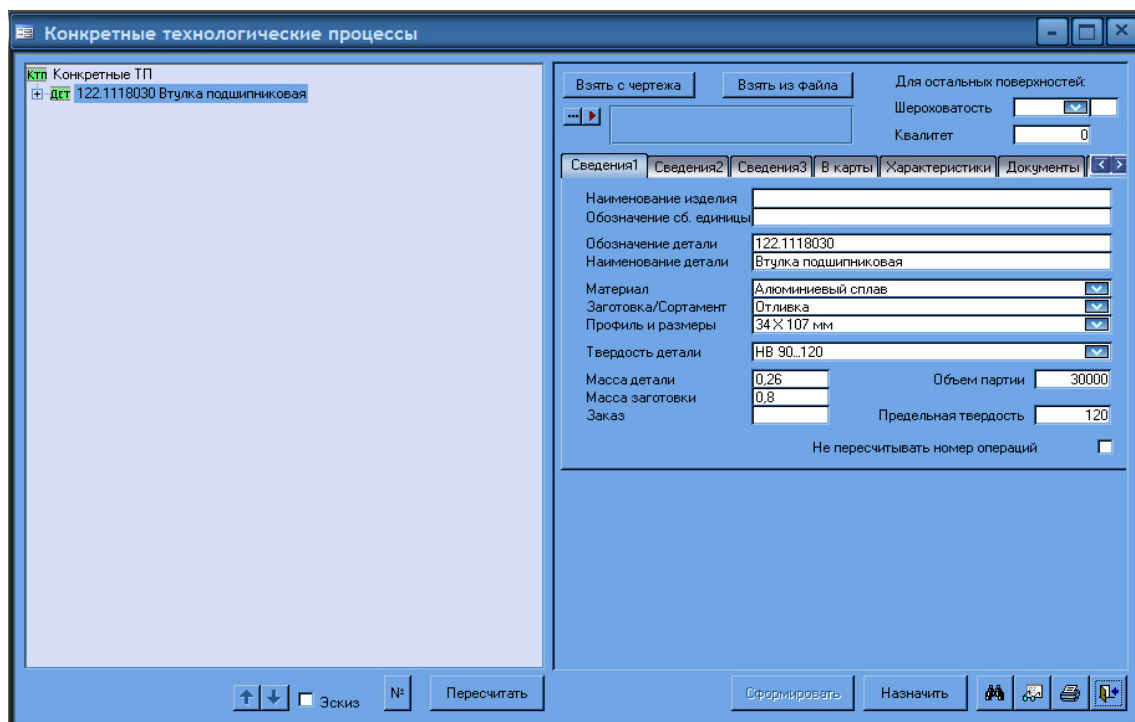 Конкретные технологические процессы
КТП Конкретные ТП
ДЕТ 122.1118030 Втулка подшипниковая
Взять с чертежа
Взять из файла
Для остальных поверхностей:
Шероховатость
Квалитет 0
Сведения1 Сведения2 Сведения3 В карты Характеристики Документы
Наименование изделия
Обозначение сб. единицы
Обозначение детали 122.1118030
Наименование детали Втулка подшипниковая
Материал Алюминиевый сплав
Заготовка/Сортамент Отливка
Профиль и размеры 34 X 107 мм
Твердость детали НВ 90...120
Масса детали 0,26 Объем партии 30000
Масса заготовки 0,8
Заказ Предельная твердость 120
Не пересчитывать номер операций
Эскиз № Пересчитать Сформировать Назначить